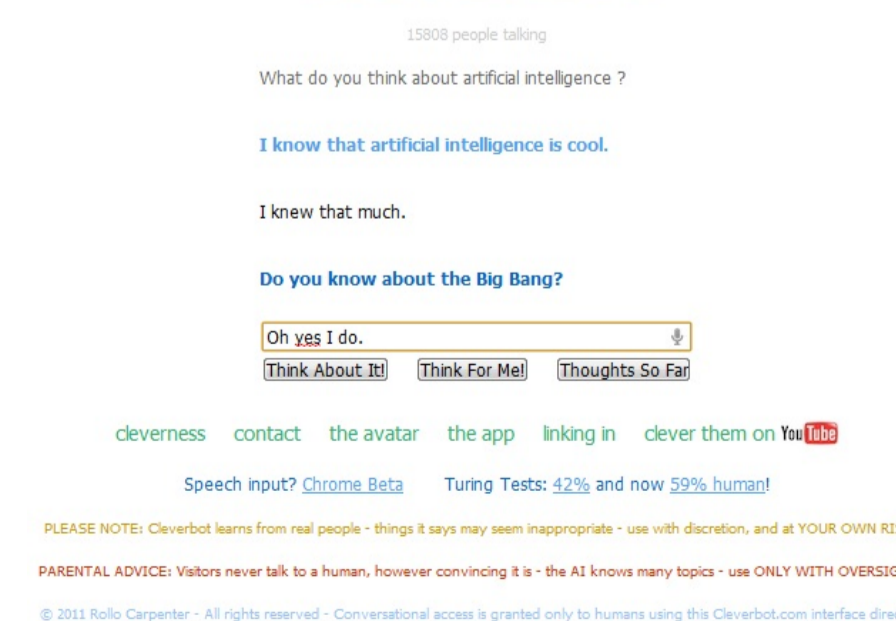 15808 people talking
What do you think about artificial intelligence ?
I know that artificial intelligence is cool.
I knew that much.
Do you know about the Big Bang?
Oh yes I do.
Think About It! Think For Me! Thoughts So Far
cleverness contact the avatar the app linking in clever them on YouTube
Speech input? Chrome Beta Turing Tests: 42% and now 59% human!
PLEASE NOTE: Cleverbot learns from real people - things it says may seem inappropriate - use with discretion, and at YOUR OWN RI
PARENTAL ADVICE: Visitors never talk to a human, however convincing it is - the AI knows many topics - use ONLY WITH OVERSIG
© 2011 Rollo Carpenter - All rights reserved - Conversational access is granted only to humans using this Cleverbot.com interface dire